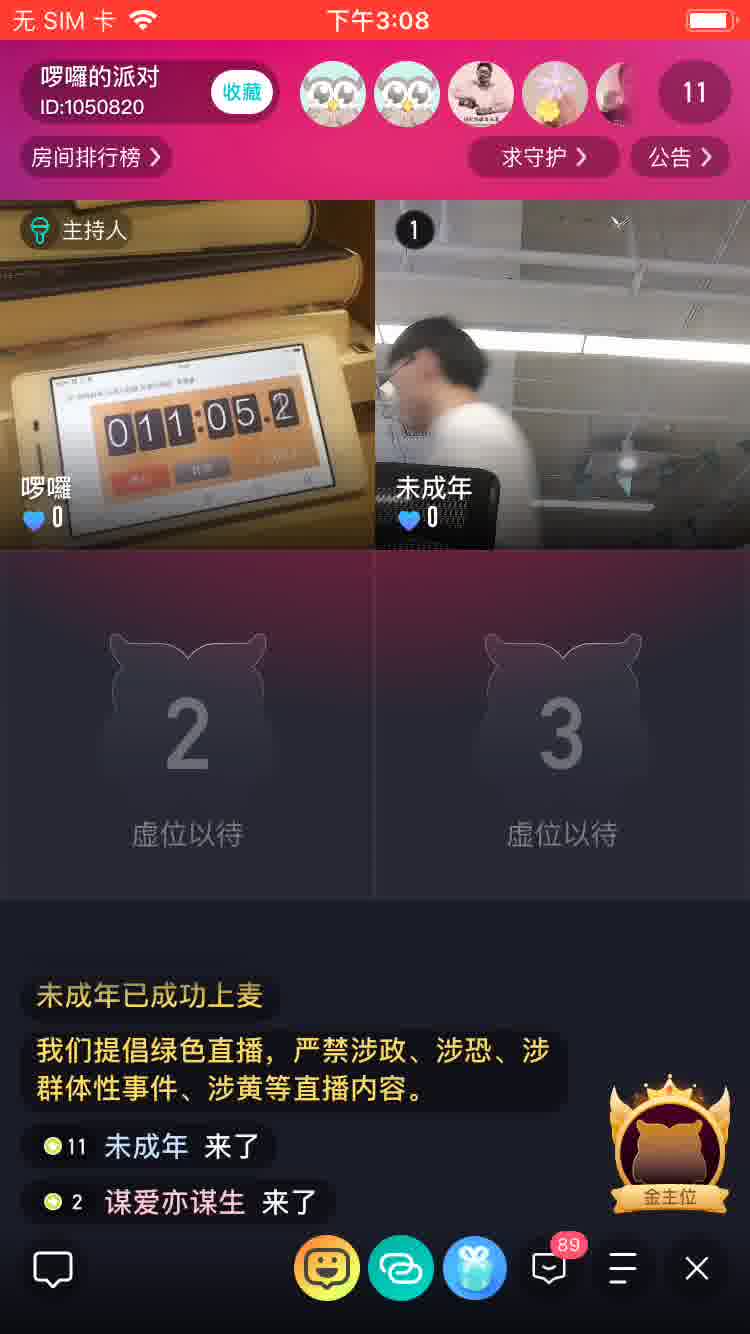 无 SIM 卡
下午3:08
啰囉的派对
ID:1050820
收藏
11
房间排行榜
求守护
公告
主持人
1
011:05.2
啰囉
0
未成年
0
2
虚位以待
3
虚位以待
未成年已成功上麦
我们提倡绿色直播，严禁涉政、涉恐、涉
群体性事件、涉黄等直播内容。
11 未成年 来了
2 谋爱亦谋生 来了
金主位
89